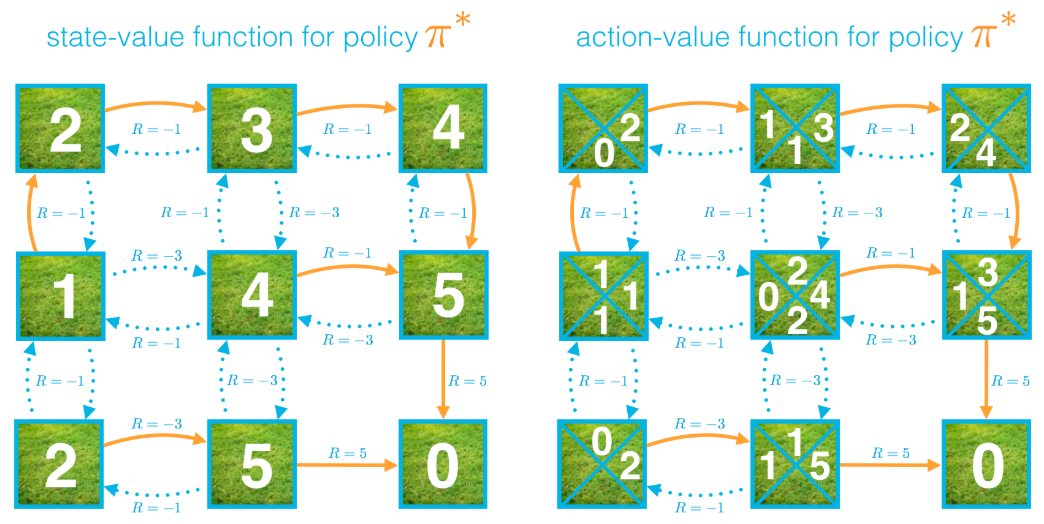 state-value function for policy π*
2 R = −1 3 R = −1 4
R = −1 R = −1 R = −3 R = −1
R = −3 R = −1
1 4 5
R = −1 R = −3
R = −1 R = −3 R = 5
R = −3 R = 5
2 5 0
R = −1
action-value function for policy π*
2 R = −1 1 3 R = −1 2
0 1 4
R = −1 R = −1 R = −3 R = −1
R = −3 R = −1
1 2 3
1 0 4 1
1 2 5
R = −1 R = −3
R = −1 R = −3 R = 5
R = −3 R = 5
0 1
2 1 5 0
R = −1